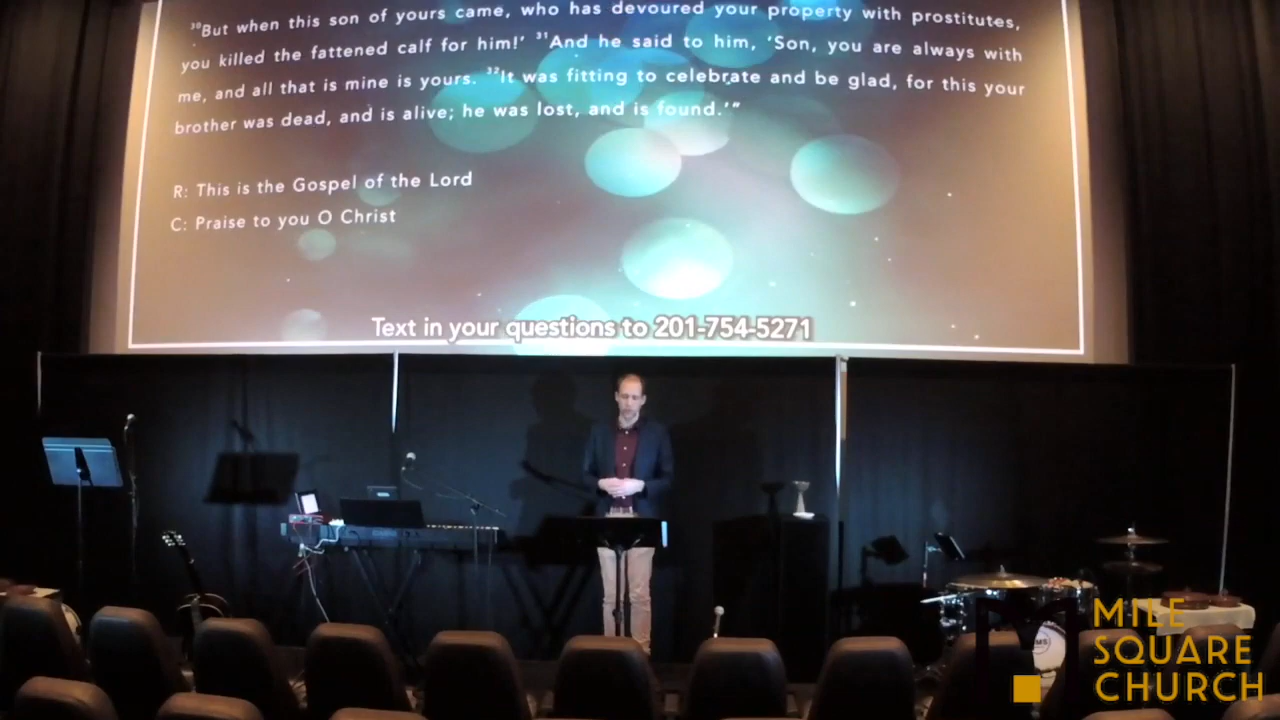 ³⁰But when this son of yours came, who has devoured your property with prostitutes,
you killed the fattened calf for him!’ ³¹And he said to him, ‘Son, you are always with
me, and all that is mine is yours. ³²It was fitting to celebrate and be glad, for this your
brother was dead, and is alive; he was lost, and is found.’”
R: This is the Gospel of the Lord
C: Praise to you O Christ
Text in your questions to 201-754-5271
MILE
SQUARE
CHURCH